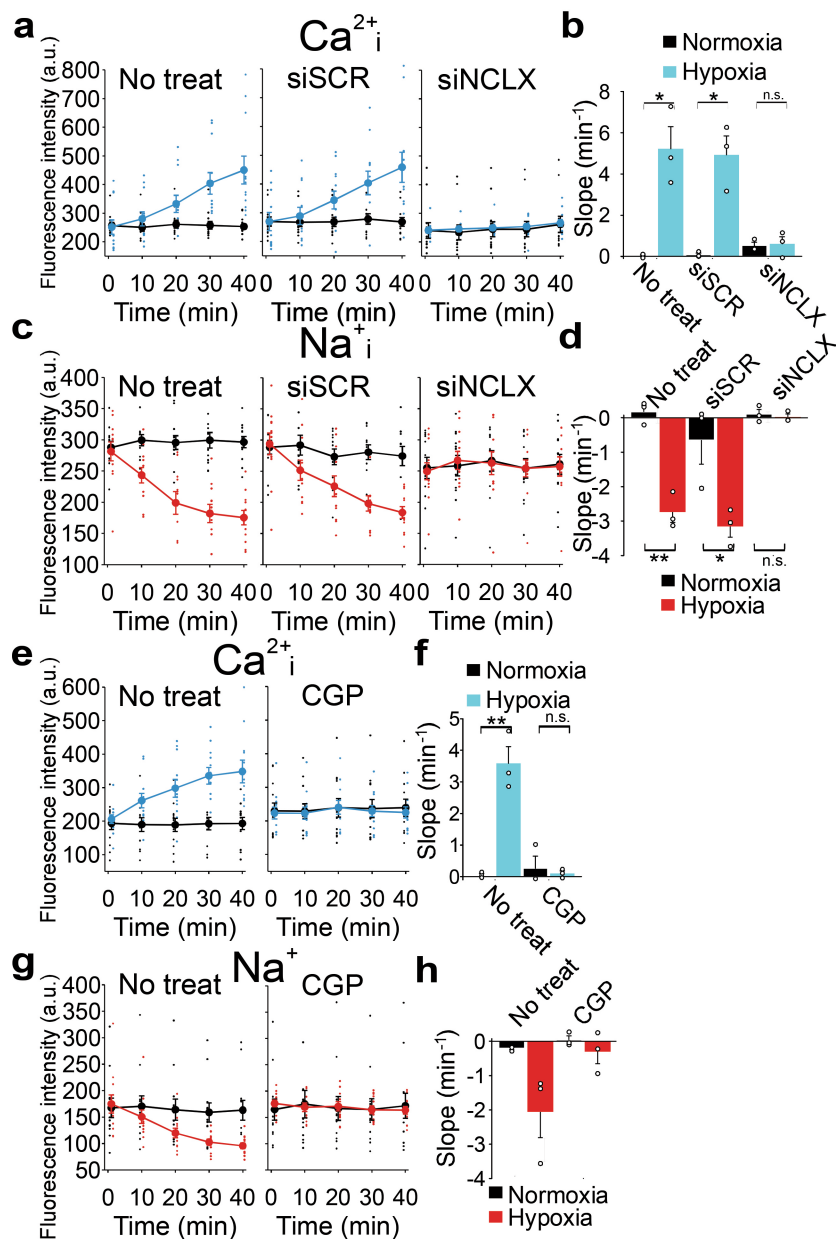 a
Ca2+i
Fluorescence intensity (a.u.)
No treat
siSCR
siNCLX
800
700
600
500
400
300
200
0 10 20 30 40
0 10 20 30 40
0 10 20 30 40
Time (min)
Time (min)
Time (min)
b
Normoxia
Hypoxia
Slope (min-1)
8
6
4
2
0
*
*
n.s.
No treat
siSCR
siNCLX
c
Na+i
Fluorescence intensity (a.u.)
No treat
siSCR
siNCLX
400
350
300
250
200
150
100
0 10 20 30 40
0 10 20 30 40
0 10 20 30 40
Time (min)
Time (min)
Time (min)
d
No treat
siSCR
siNCLX
Slope (min-1)
0
-1
-2
-3
-4
**
*
n.s.
Normoxia
Hypoxia
e
Ca2+i
Fluorescence intensity (a.u.)
No treat
CGP
600
500
400
300
200
100
0 10 20 30 40
0 10 20 30 40
Time (min)
Time (min)
f
Normoxia
Hypoxia
Slope (min-1)
5
4
3
2
1
0
**
n.s.
No treat
CGP
g
Na+
Fluorescence intensity (a.u.)
No treat
CGP
400
350
300
250
200
150
100
50
0 10 20 30 40
0 10 20 30 40
Time (min)
Time (min)
h
No treat
CGP
Slope (min-1)
0
-1
-2
-3
-4
Normoxia
Hypoxia